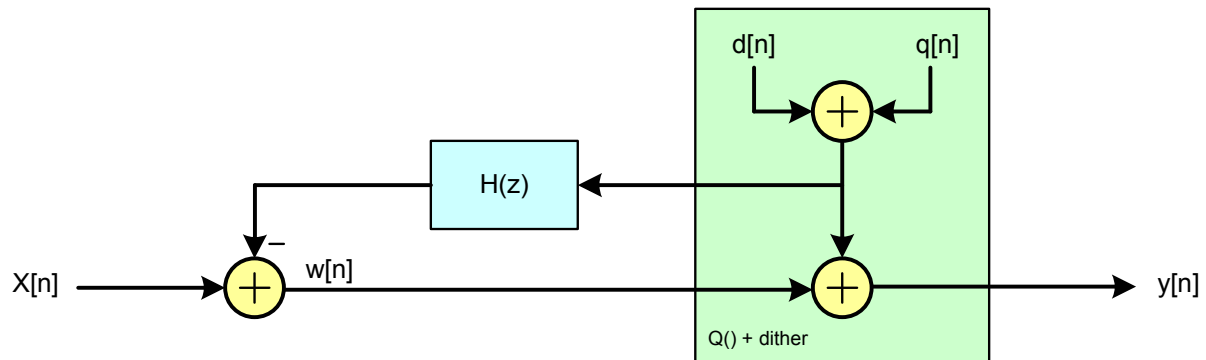 d[n] q[n]
H(z)
–
X[n] w[n] y[n]
Q() + dither